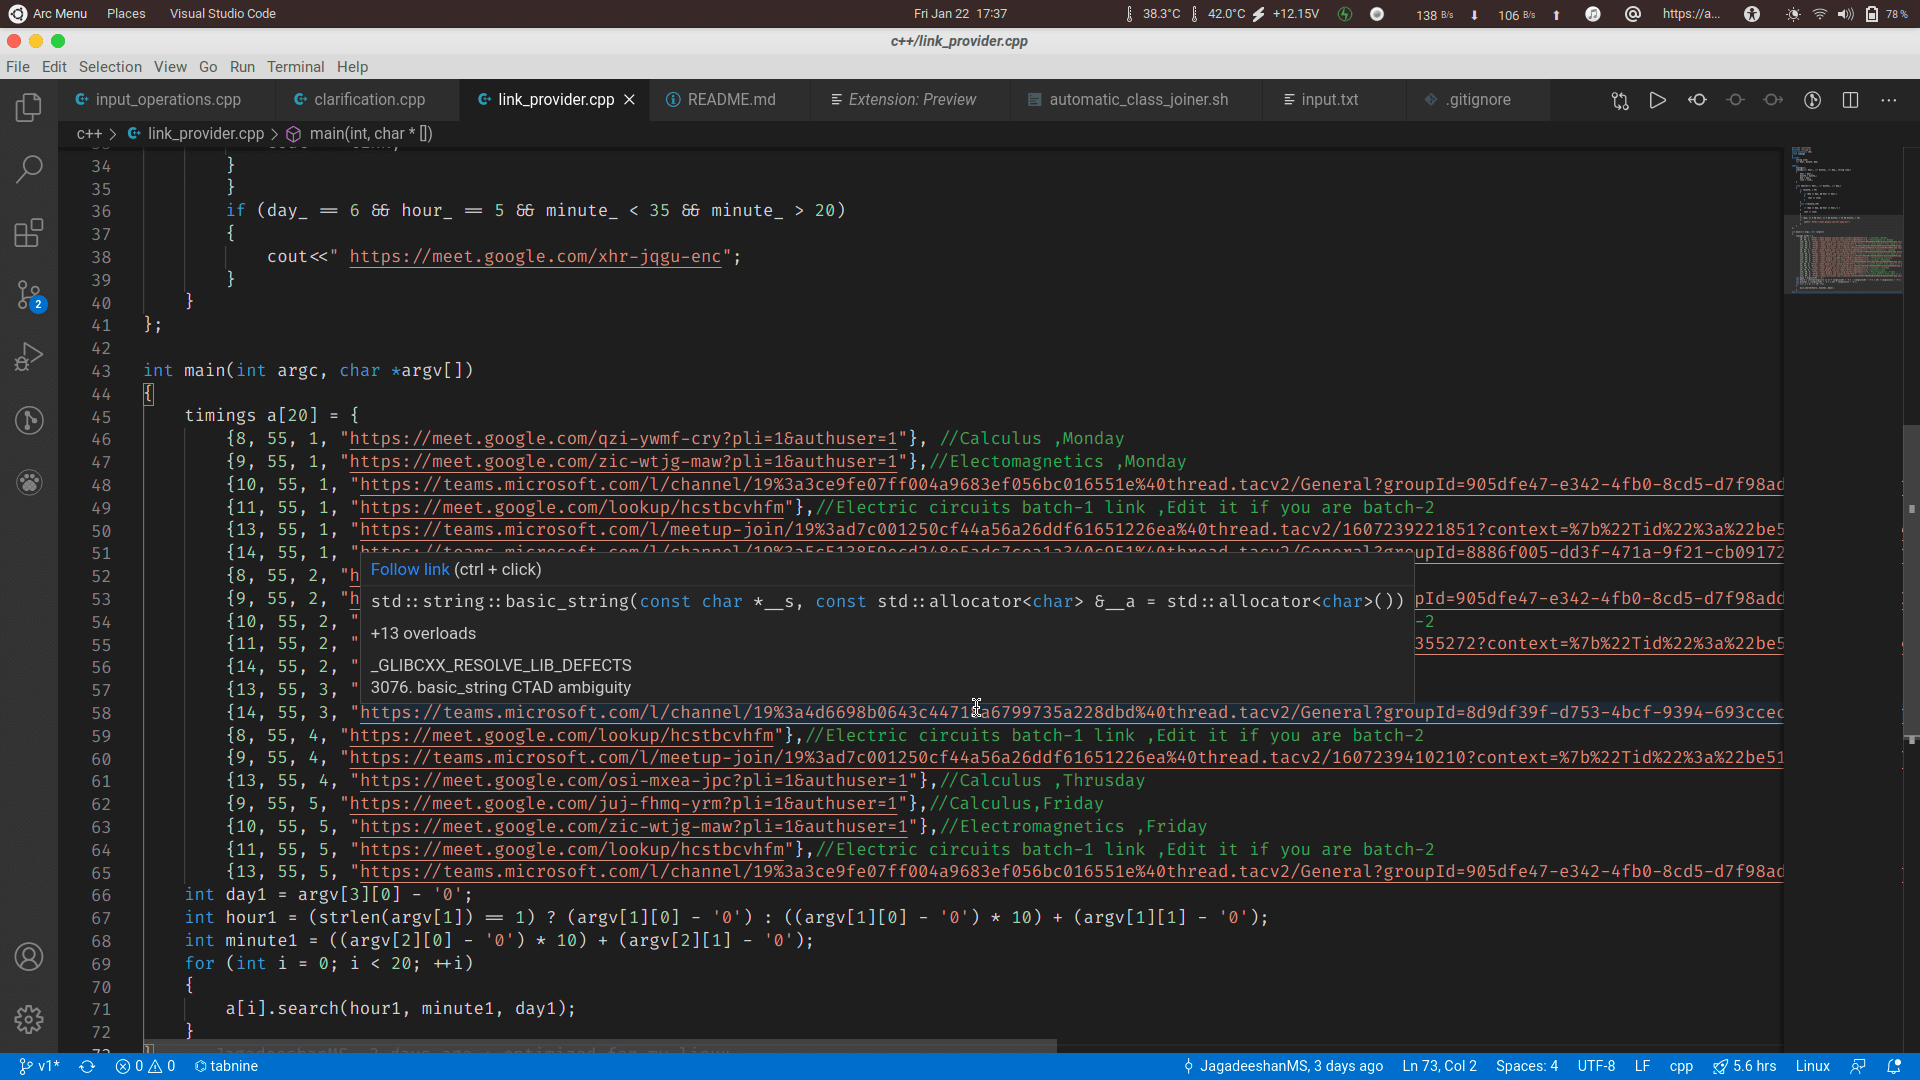 Arc Menu Places Visual Studio Code Fri Jan 22 17:37 38.3°C 42.0°C +12.15V 138 B/s 106 B/s https://a... 78 %
c++/link_provider.cpp
File Edit Selection View Go Run Terminal Help
input_operations.cpp clarification.cpp link_provider.cpp README.md Extension: Preview automatic_class_joiner.sh input.txt .gitignore
c++ > link_provider.cpp > main(int, char * [])
34 }
35 }
36 if (day_ == 6 && hour_ == 5 && minute_ < 35 && minute_ > 20)
37 {
38 cout<<" https://meet.google.com/xhr-jqgu-enc";
39 }
40 }
41 };
42
43 int main(int argc, char *argv[])
44 {
45 timings a[20] = {
46 {8, 55, 1, "https://meet.google.com/qzi-ywmf-cry?pli=1&authuser=1"}, //Calculus ,Monday
47 {9, 55, 1, "https://meet.google.com/zic-wtjg-maw?pli=1&authuser=1"},//Electomagnetics ,Monday
48 {10, 55, 1, "https://teams.microsoft.com/l/channel/19%3a3ce9fe07ff004a9683ef056bc016551e%40thread.tacv2/General?groupId=905dfe47-e342-4fb0-8cd5-d7f98ad
49 {11, 55, 1, "https://meet.google.com/lookup/hcstbcvhfm"},//Electric circuits batch-1 link ,Edit it if you are batch-2
50 {13, 55, 1, "https://teams.microsoft.com/l/meetup-join/19%3ad7c001250cf44a56a26ddf61651226ea%40thread.tacv2/1607239221851?context=%7b%22Tid%22%3a%22be5
51 {14, 55, 1, "https://teams.microsoft.com/l/channel/ %40thread.tacv2/General?groupId=8886f005-dd3f-471a-9f21-cb09172
52 {8, 55, 2, "h
Follow link (ctrl + click)
53 {9, 55, 2, "h pId=905dfe47-e342-4fb0-8cd5-d7f98add
std::string::basic_string(const char *__s, const std::allocator<char> &__a = std::allocator<char>())
54 {10, 55, 2, " -2
+13 overloads
55 {11, 55, 2, " 355272?context=%7b%22Tid%22%3a%22be5
56 {14, 55, 2, "
_GLIBCXX_RESOLVE_LIB_DEFECTS
57 {13, 55, 3, "
3076. basic_string CTAD ambiguity
58 {14, 55, 3, "https://teams.microsoft.com/l/channel/19%3a4d6698b0643c4471 a6799735a228dbd%40thread.tacv2/General?groupId=8d9df39f-d753-4bcf-9394-693ccec
59 {8, 55, 4, "https://meet.google.com/lookup/hcstbcvhfm"},//Electric circuits batch-1 link ,Edit it if you are batch-2
60 {9, 55, 4, "https://teams.microsoft.com/l/meetup-join/19%3ad7c001250cf44a56a26ddf61651226ea%40thread.tacv2/1607239410210?context=%7b%22Tid%22%3a%22be51
61 {13, 55, 4, "https://meet.google.com/osi-mxea-jpc?pli=1&authuser=1"},//Calculus ,Thrusday
62 {9, 55, 5, "https://meet.google.com/juj-fhmq-yrm?pli=1&authuser=1"},//Calculus,Friday
63 {10, 55, 5, "https://meet.google.com/zic-wtjg-maw?pli=1&authuser=1"},//Electromagnetics ,Friday
64 {11, 55, 5, "https://meet.google.com/lookup/hcstbcvhfm"},//Electric circuits batch-1 link ,Edit it if you are batch-2
65 {13, 55, 5, "https://teams.microsoft.com/l/channel/19%3a3ce9fe07ff004a9683ef056bc016551e%40thread.tacv2/General?groupId=905dfe47-e342-4fb0-8cd5-d7f98ad
66 int day1 = argv[3][0] - '0';
67 int hour1 = (strlen(argv[1]) == 1) ? (argv[1][0] - '0') : ((argv[1][0] - '0') * 10) + (argv[1][1] - '0');
68 int minute1 = ((argv[2][0] - '0') * 10) + (argv[2][1] - '0');
69 for (int i = 0; i < 20; ++i)
70 {
71 a[i].search(hour1, minute1, day1);
72 }
v1* 0 0 tabnine JagadeeshanMS, 3 days ago Ln 73, Col 2 Spaces: 4 UTF-8 LF cpp 5.6 hrs Linux
2